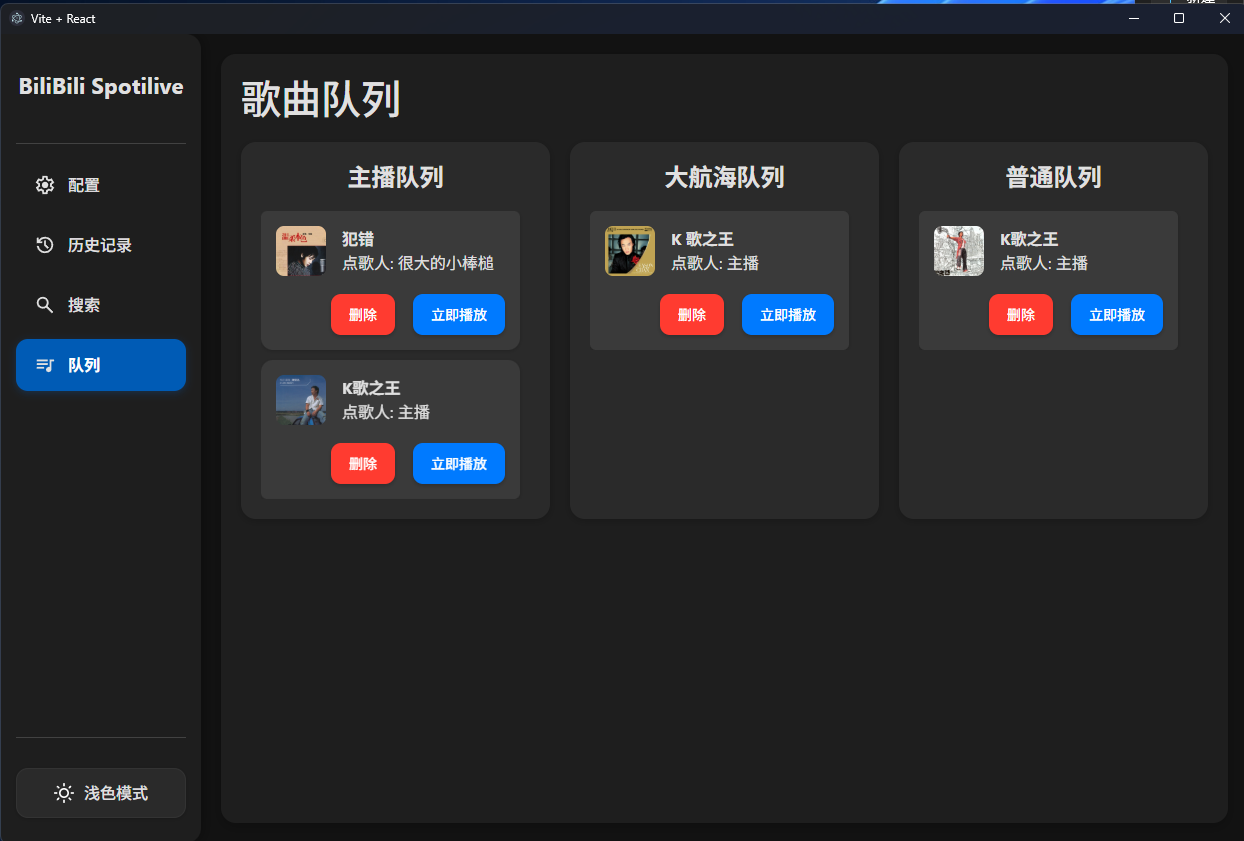 Vite + React
BiliBili Spotilive
配置
历史记录
搜索
队列
浅色模式
歌曲队列
主播队列
犯错
点歌人: 很大的小棒槌
删除
立即播放
K歌之王
点歌人: 主播
删除
立即播放
大航海队列
K 歌之王
点歌人: 主播
删除
立即播放
普通队列
K歌之王
点歌人: 主播
删除
立即播放